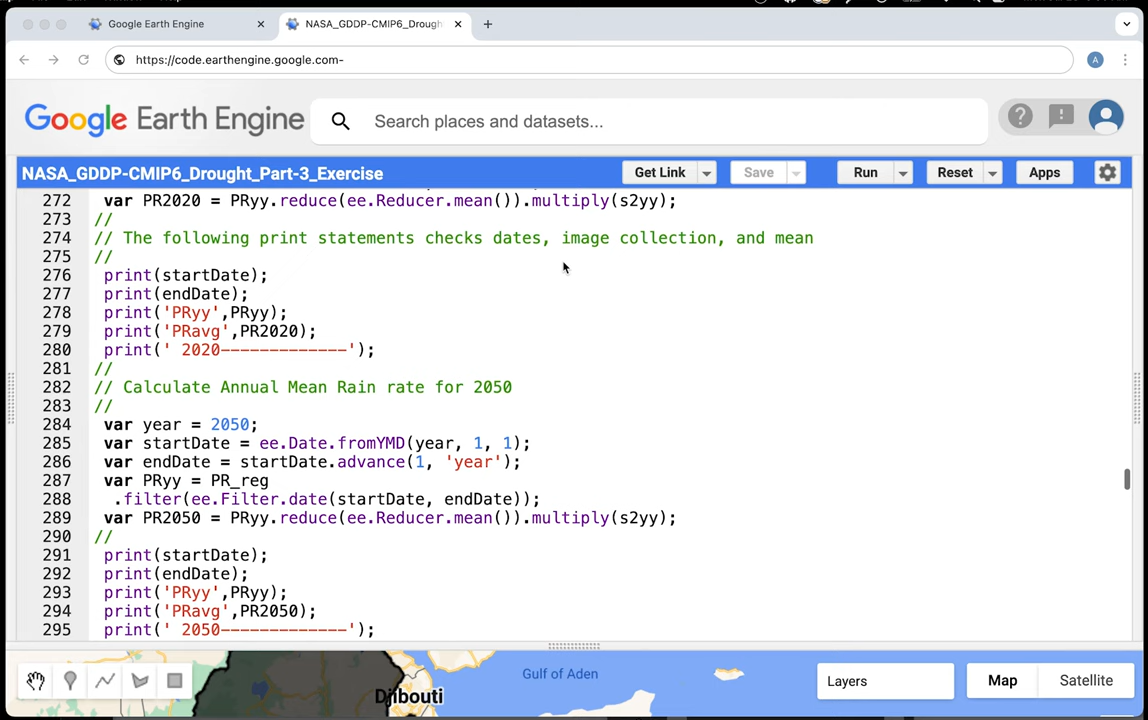 Google Earth Engine
NASA_GDDP-CMIP6_Drough
https://code.earthengine.google.com-
A
Google Earth Engine
Search places and datasets...
NASA_GDDP-CMIP6_Drought_Part-3_Exercise
Get Link
Save
Run
Reset
Apps
272 var PR2020 = PRyy.reduce(ee.Reducer.mean()).multiply(s2yy);
273 //
274 // The following print statements checks dates, image collection, and mean
275 //
276 print(startDate);
277 print(endDate);
278 print('PRyy',PRyy);
279 print('PRavg',PR2020);
280 print(' 2020-------------');
281 //
282 // Calculate Annual Mean Rain rate for 2050
283 //
284 var year = 2050;
285 var startDate = ee.Date.fromYMD(year, 1, 1);
286 var endDate = startDate.advance(1, 'year');
287 var PRyy = PR_reg
288 .filter(ee.Filter.date(startDate, endDate));
289 var PR2050 = PRyy.reduce(ee.Reducer.mean()).multiply(s2yy);
290 //
291 print(startDate);
292 print(endDate);
293 print('PRyy',PRyy);
294 print('PRavg',PR2050);
295 print(' 2050-------------');
Gulf of Aden
Djibouti
Layers
Map
Satellite